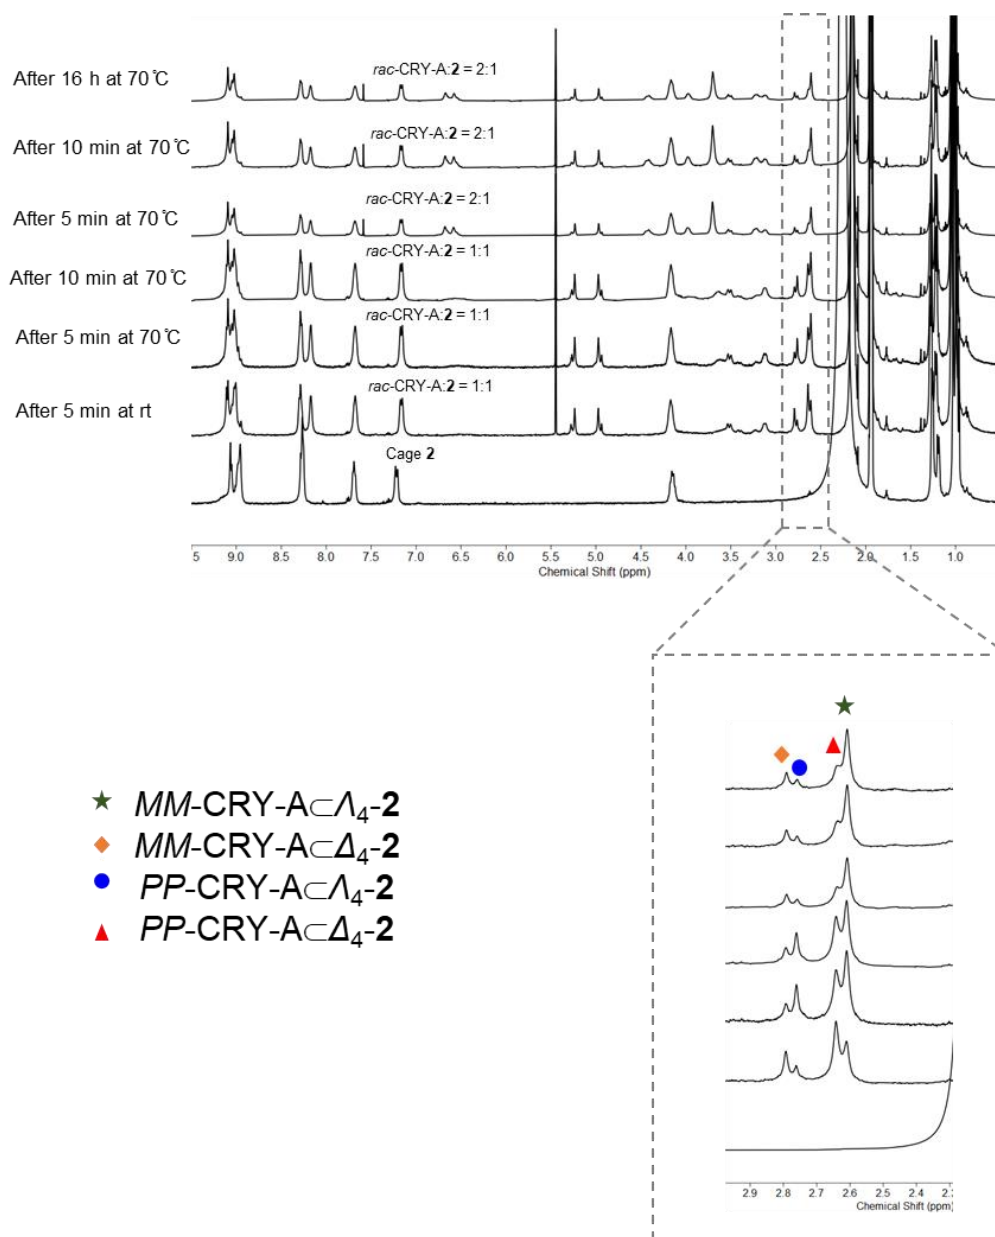 After 16 h at 70 ℃
rac-CRY-A:2 = 2:1
After 10 min at 70℃
rac-CRY-A:2 = 2:1
After 5 min at 70℃
rac-CRY-A:2 = 2:1
After 10 min at 70℃
rac-CRY-A:2 = 1:1
After 5 min at 70℃
rac-CRY-A:2 = 1:1
After 5 min at rt
rac-CRY-A:2 = 1:1
Cage 2
.5 9.0 8.5 8.0 7.5 7.0 6.5 6.0 5.5 5.0 4.5 4.0 3.5 3.0 2.5 2.0 1.5 1.0
Chemical Shift (ppm)
MM-CRY-A⊂Λ4-2
MM-CRY-A⊂Δ4-2
PP-CRY-A⊂Λ4-2
PP-CRY-A⊂Δ4-2
2.9 2.8 2.7 2.6 2.5 2.4 2.3
Chemical Shift (ppm)